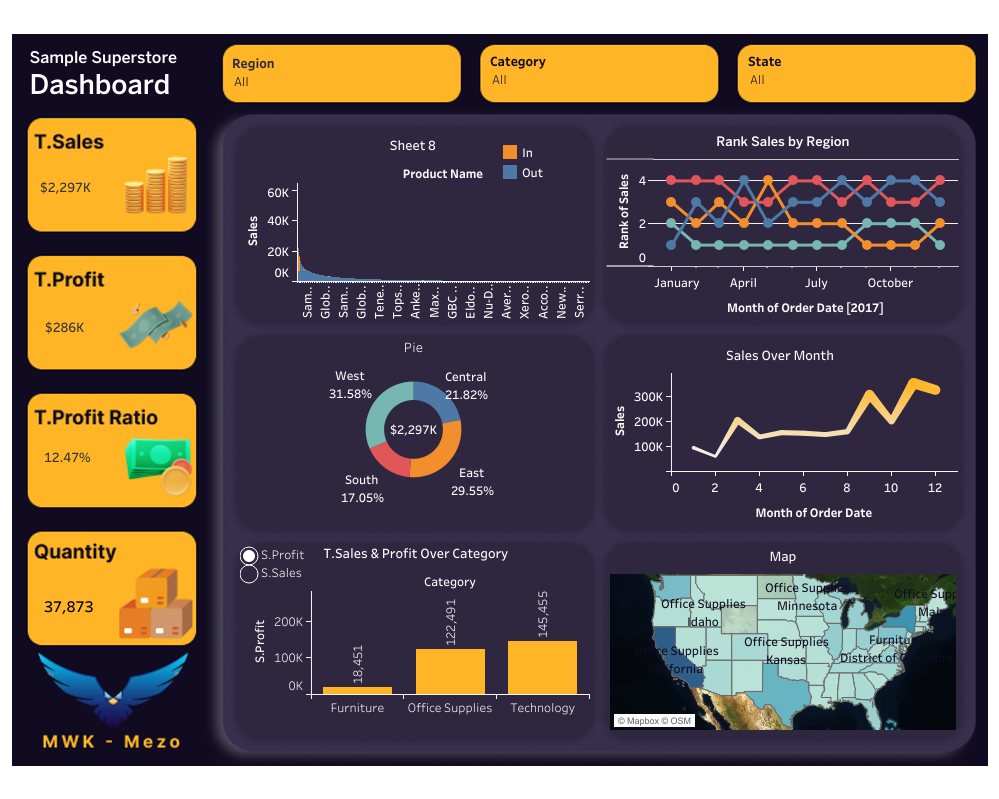 Sample Superstore
Dashboard
Region
All
Category
All
State
All
T.Sales
$2,297K
T.Profit
$286K
T.Profit Ratio
12.47%
Quantity
37,873
MWK - Mezo
Sheet 8
In
Out
Product Name
Sales
60K
40K
20K
0K
Sam..
Glob..
Sam..
Glob..
Tene..
Tops..
Anke..
Max..
GBC ..
Eldo..
Nu-D..
Aver..
Xero..
Acco..
New..
Serr..
Rank Sales by Region
Rank of Sales
4
2
0
January April July October
Month of Order Date [2017]
Pie
West
31.58%
Central
21.82%
$2,297K
South
17.05%
East
29.55%
Sales Over Month
Sales
300K
200K
100K
0 2 4 6 8 10 12
Month of Order Date
S.Profit
S.Sales
T.Sales & Profit Over Category
Category
S.Profit
200K
100K
0K
18,451
122,491
145,455
Furniture Office Supplies Technology
Map
Office Supplies
Minnesota
Office Supplies
Idaho
Office Supplies
Kansas
Supplies
District of
© Mapbox © OSM